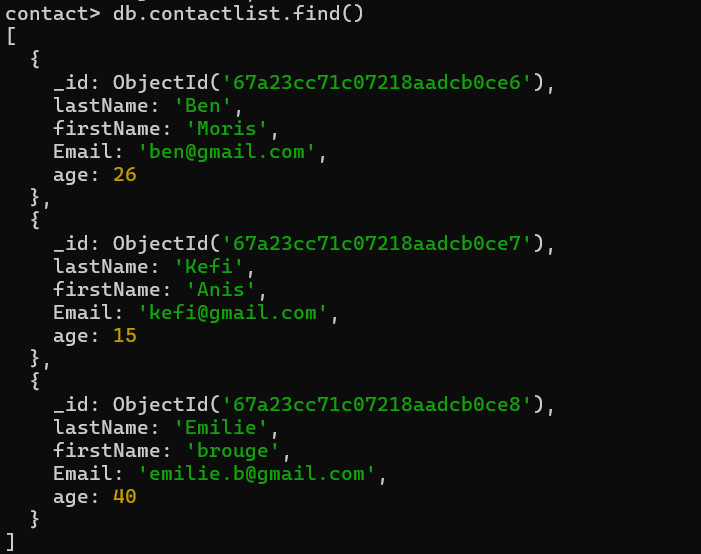 contact> db.contactlist.find()
[
  {
    _id: ObjectId('67a23cc71c07218aadcb0ce6'),
    lastName: 'Ben',
    firstName: 'Moris',
    Email: 'ben@gmail.com',
    age: 26
  },
  {
    _id: ObjectId('67a23cc71c07218aadcb0ce7'),
    lastName: 'Kefi',
    firstName: 'Anis',
    Email: 'kefi@gmail.com',
    age: 15
  },
  {
    _id: ObjectId('67a23cc71c07218aadcb0ce8'),
    lastName: 'Emilie',
    firstName: 'brouge',
    Email: 'emilie.b@gmail.com',
    age: 40
  }
]